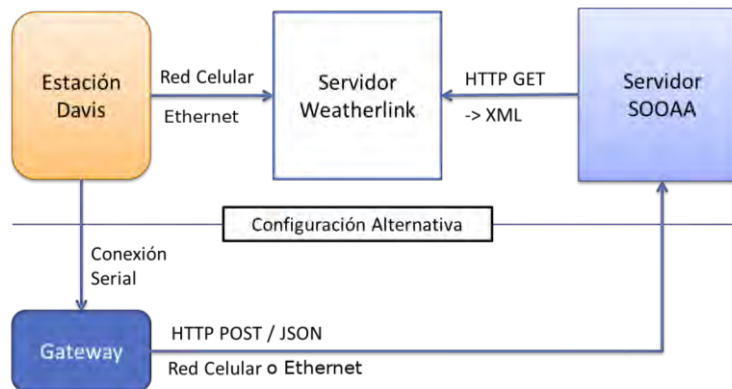 Estación
Davis
Red Celular
Ethernet
Servidor
Weatherlink
HTTP GET
-> XML
Servidor
SOOAA
Configuración Alternativa
Conexión
Serial
Gateway
HTTP POST / JSON
Red Celular o Ethernet